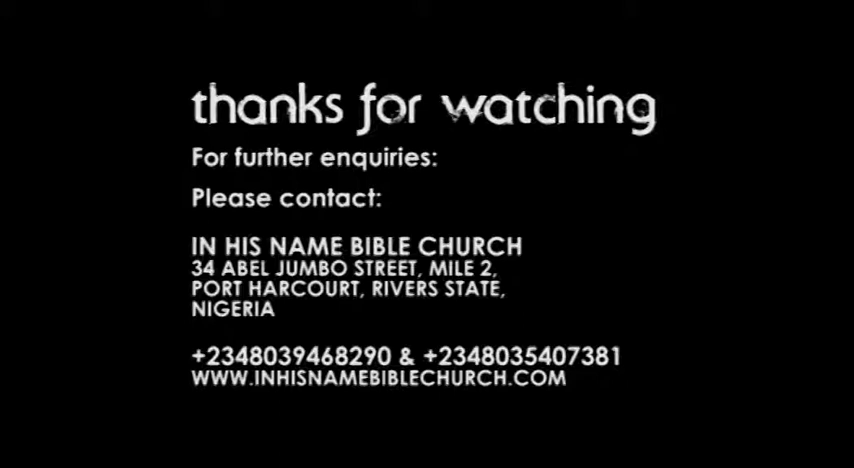 thanks for watching
For further enquiries:
Please contact:
IN HIS NAME BIBLE CHURCH
34 ABEL JUMBO STREET, MILE 2,
PORT HARCOURT, RIVERS STATE,
NIGERIA
+2348039468290 & +2348035407381
WWW.INHISNAMEBIBLECHURCH.COM